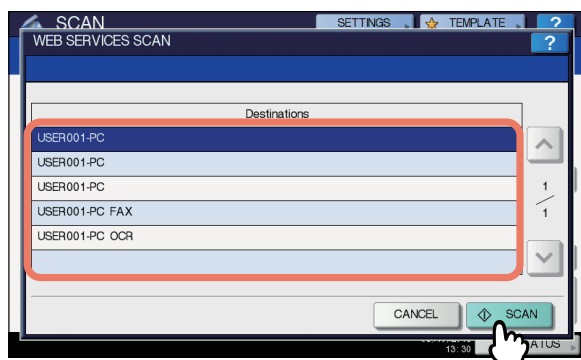 SCAN SETTINGS TEMPLATE ?
WEB SERVICES SCAN ?
Destinations
USER001-PC
USER001-PC
USER001-PC
USER001-PC FAX
USER001-PC OCR
1
1
CANCEL SCAN
13:30